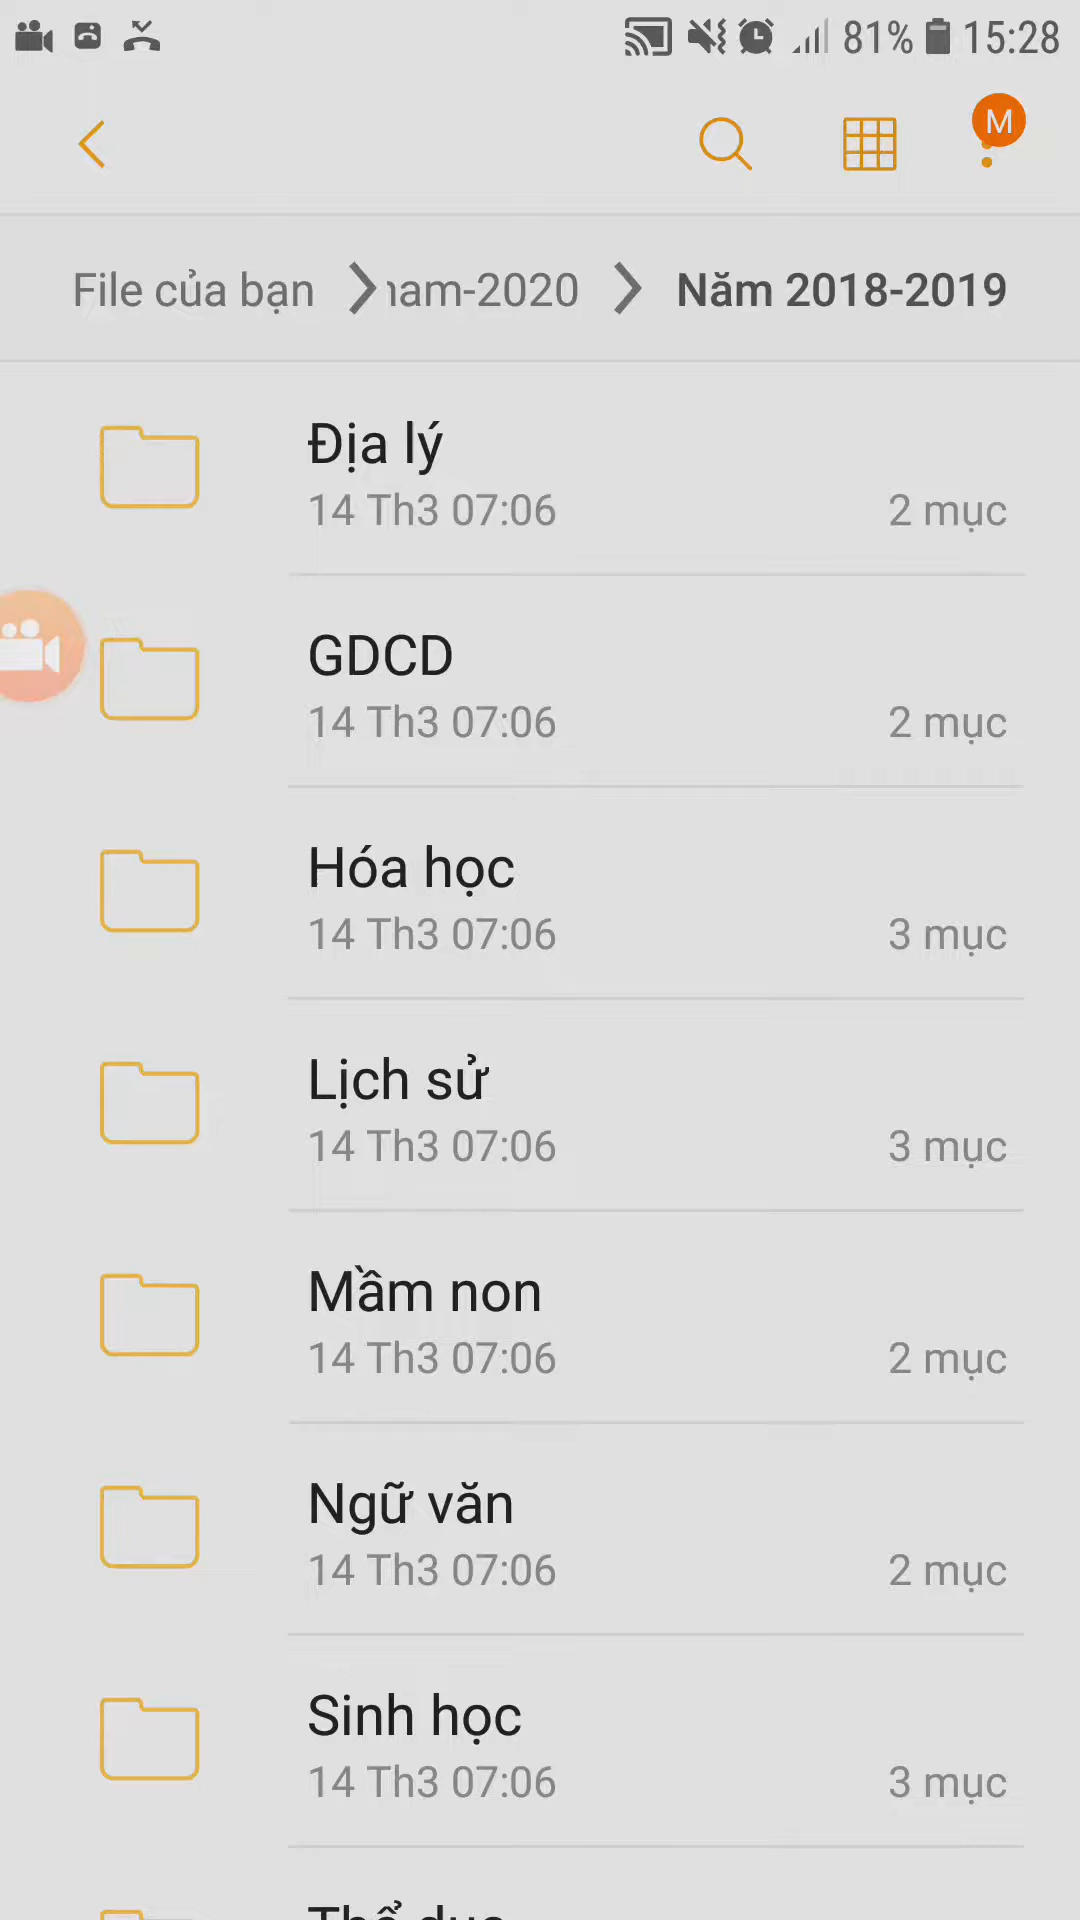 81% 15:28
M
File của bạn nam-2020 Năm 2018-2019
Địa lý
14 Th3 07:06 2 mục
GDCD
14 Th3 07:06 2 mục
Hóa học
14 Th3 07:06 3 mục
Lịch sử
14 Th3 07:06 3 mục
Mầm non
14 Th3 07:06 2 mục
Ngữ văn
14 Th3 07:06 2 mục
Sinh học
14 Th3 07:06 3 mục
Thể dục